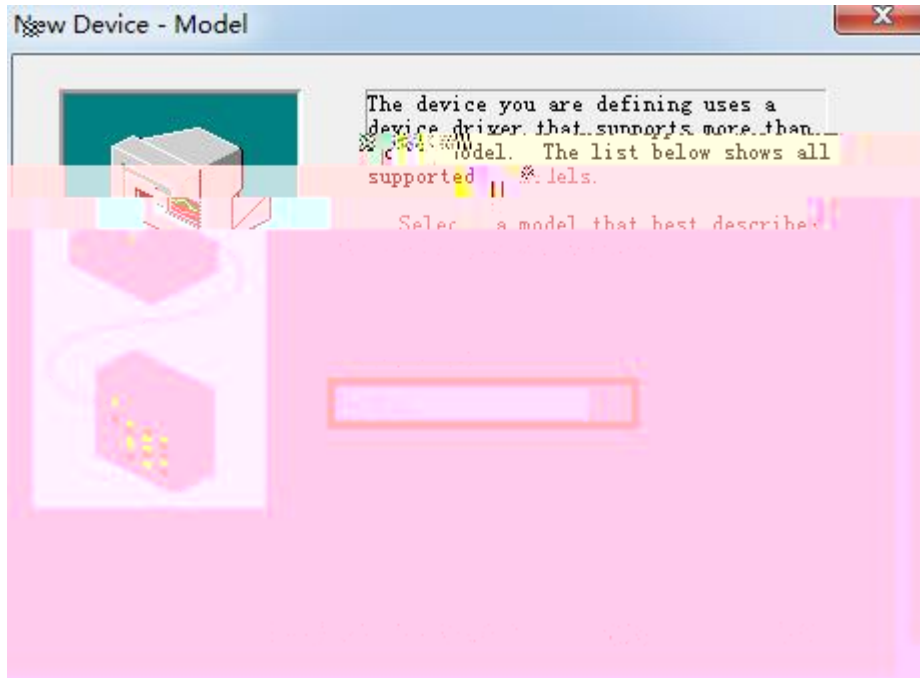 New Device - Model
The device you are defining uses a
device driver that supports more than
model. The list below shows all
supported
a model that best describe